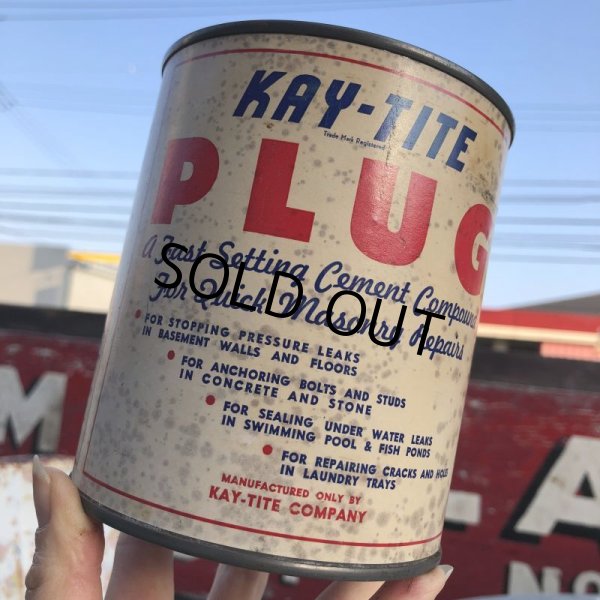 KAY-TITE
Trade Mark Registered
PLUG
A Fast Setting Cement Compound
For Quick Masonry Repairs
SOLD OUT
• FOR STOPPING PRESSURE LEAKS
IN BASEMENT WALLS AND FLOORS
• FOR ANCHORING BOLTS AND STUDS
IN CONCRETE AND STONE
• FOR SEALING UNDER WATER LEAKS
IN SWIMMING POOL & FISH PONDS
• FOR REPAIRING CRACKS AND HOLES
IN LAUNDRY TRAYS
MANUFACTURED ONLY BY
KAY-TITE COMPANY
M
A
NO